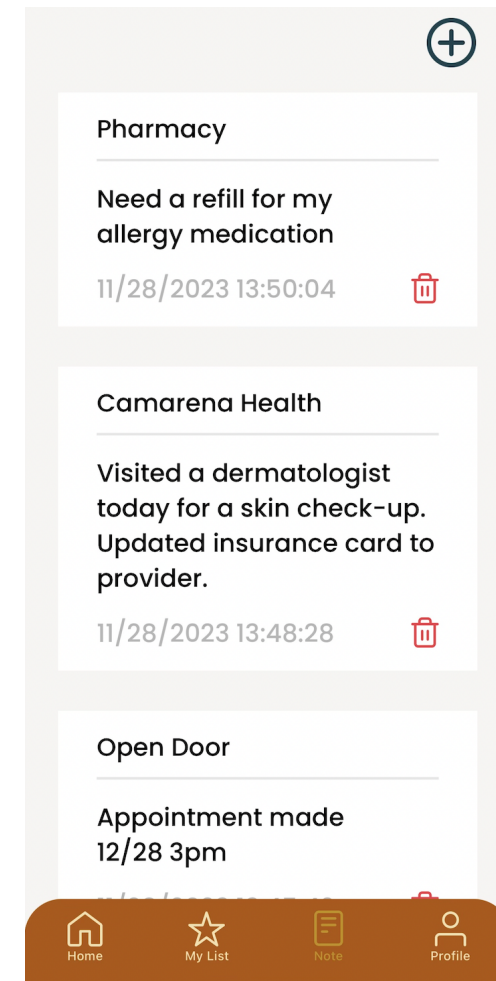 Pharmacy
Need a refill for my
allergy medication
11/28/2023 13:50:04
Camarena Health
Visited a dermatologist
today for a skin check-up.
Updated insurance card to
provider.
11/28/2023 13:48:28
Open Door
Appointment made
12/28 3pm
Home
My List
Note
Profile